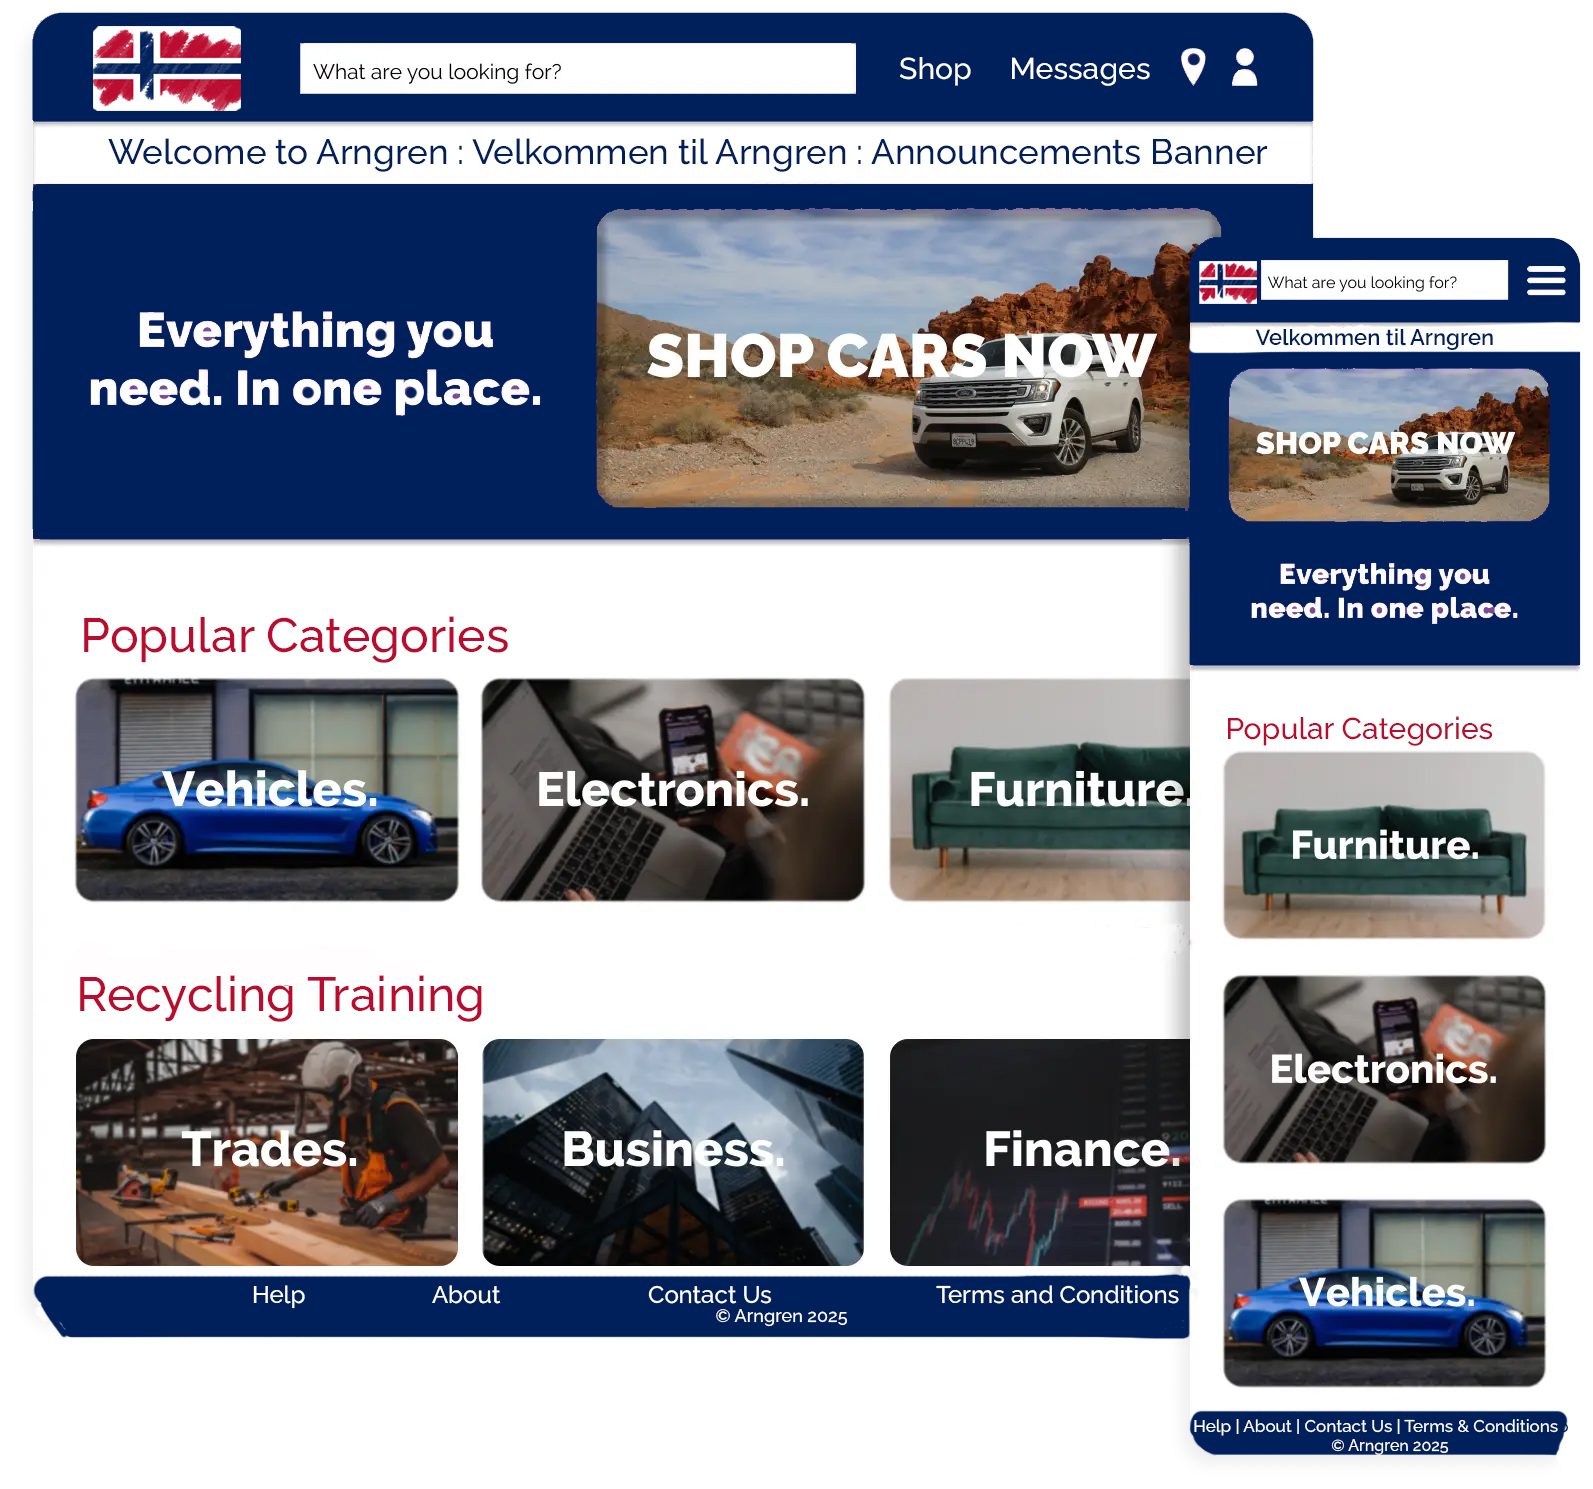 What are you looking for?
Shop
Messages
Welcome to Arngren : Velkommen til Arngren : Announcements Banner
Everything you
need. In one place.
SHOP CARS NOW
Popular Categories
ENTRANCE
Vehicles.
Electronics.
Furniture.
Recycling Training
Trades.
Business.
Finance.
SELL
Help
About
Contact Us
Terms and Conditions
© Arngren 2025
What are you looking for?
Velkommen til Arngren
SHOP CARS NOW
Everything you
need. In one place.
Popular Categories
Furniture.
Electronics.
ENTRANCE
Vehicles.
Help | About | Contact Us | Terms & Conditions
© Arngren 2025